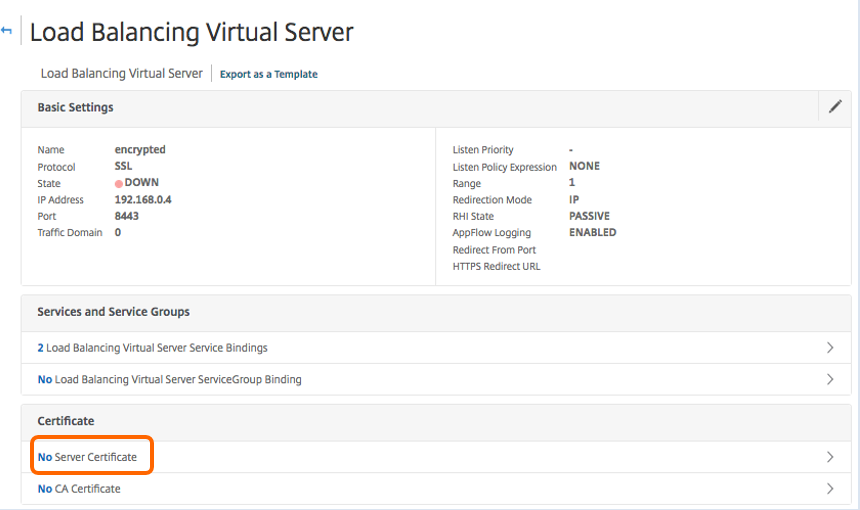 Load Balancing Virtual Server
Load Balancing Virtual Server Export as a Template
Basic Settings
Name encrypted
Protocol SSL
State DOWN
IP Address 192.168.0.4
Port 8443
Traffic Domain 0
Listen Priority -
Listen Policy Expression NONE
Range 1
Redirection Mode IP
RHI State PASSIVE
AppFlow Logging ENABLED
Redirect From Port
HTTPS Redirect URL
Services and Service Groups
2 Load Balancing Virtual Server Service Bindings
No Load Balancing Virtual Server ServiceGroup Binding
Certificate
No Server Certificate
No CA Certificate